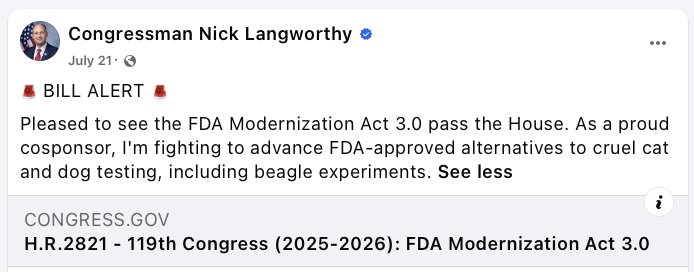 Congressman Nick Langworthy
July 21 ·
🚨 BILL ALERT 🚨
Pleased to see the FDA Modernization Act 3.0 pass the House. As a proud
cosponsor, I'm fighting to advance FDA-approved alternatives to cruel cat
and dog testing, including beagle experiments. See less
i
CONGRESS.GOV
H.R.2821 - 119th Congress (2025-2026): FDA Modernization Act 3.0